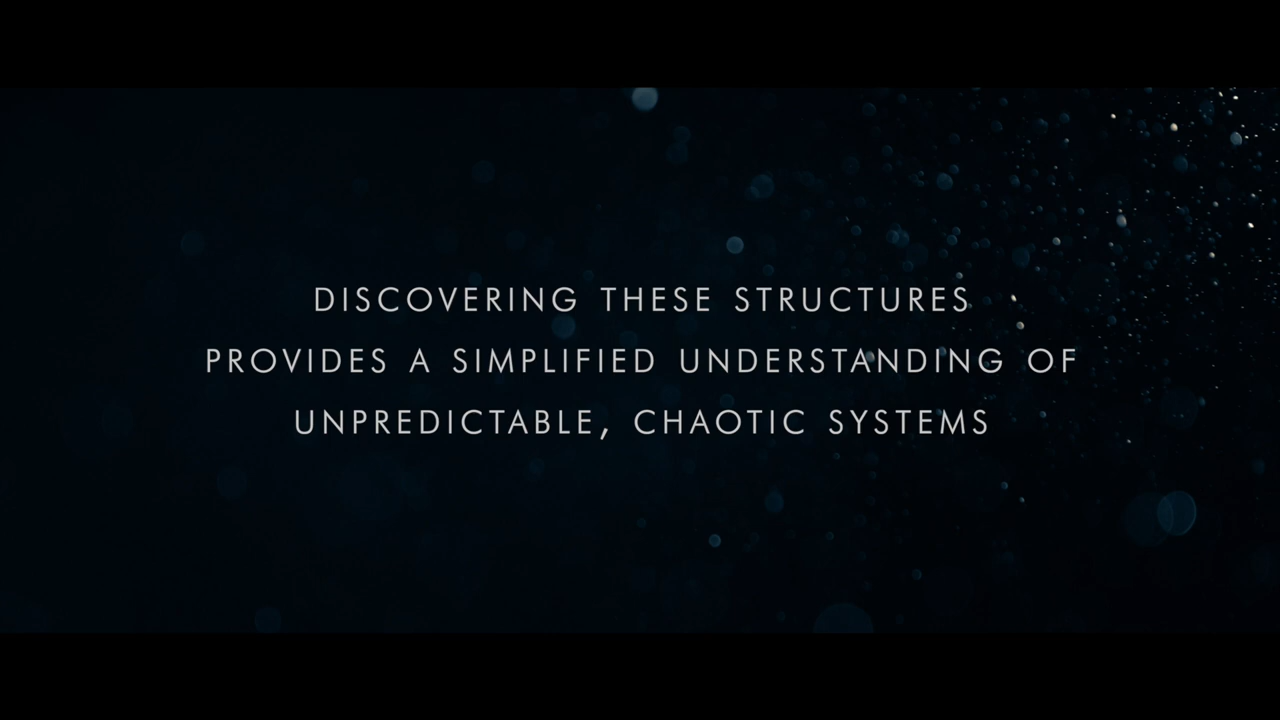 DISCOVERING THESE STRUCTURES
PROVIDES A SIMPLIFIED UNDERSTANDING OF
UNPREDICTABLE, CHAOTIC SYSTEMS